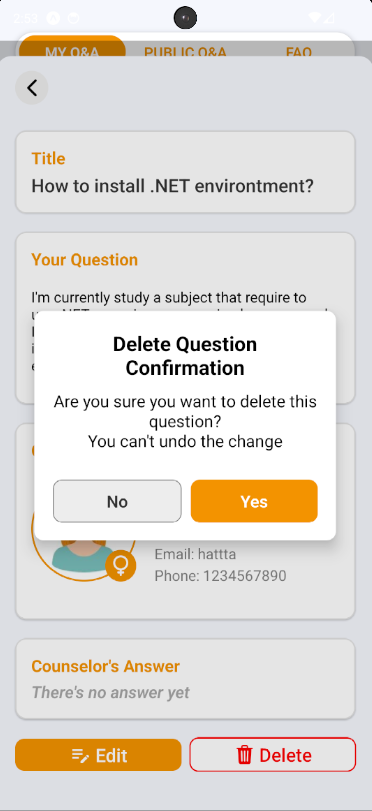 2:53
MY Q&A PUBLIC Q&A FAQ
Title
How to install .NET environtment?
Your Question
I'm currently study a subject that require to
Delete Question
Confirmation
Are you sure you want to delete this
question?
You can't undo the change
No Yes
Email: hattta
Phone: 1234567890
Counselor's Answer
There's no answer yet
Edit Delete